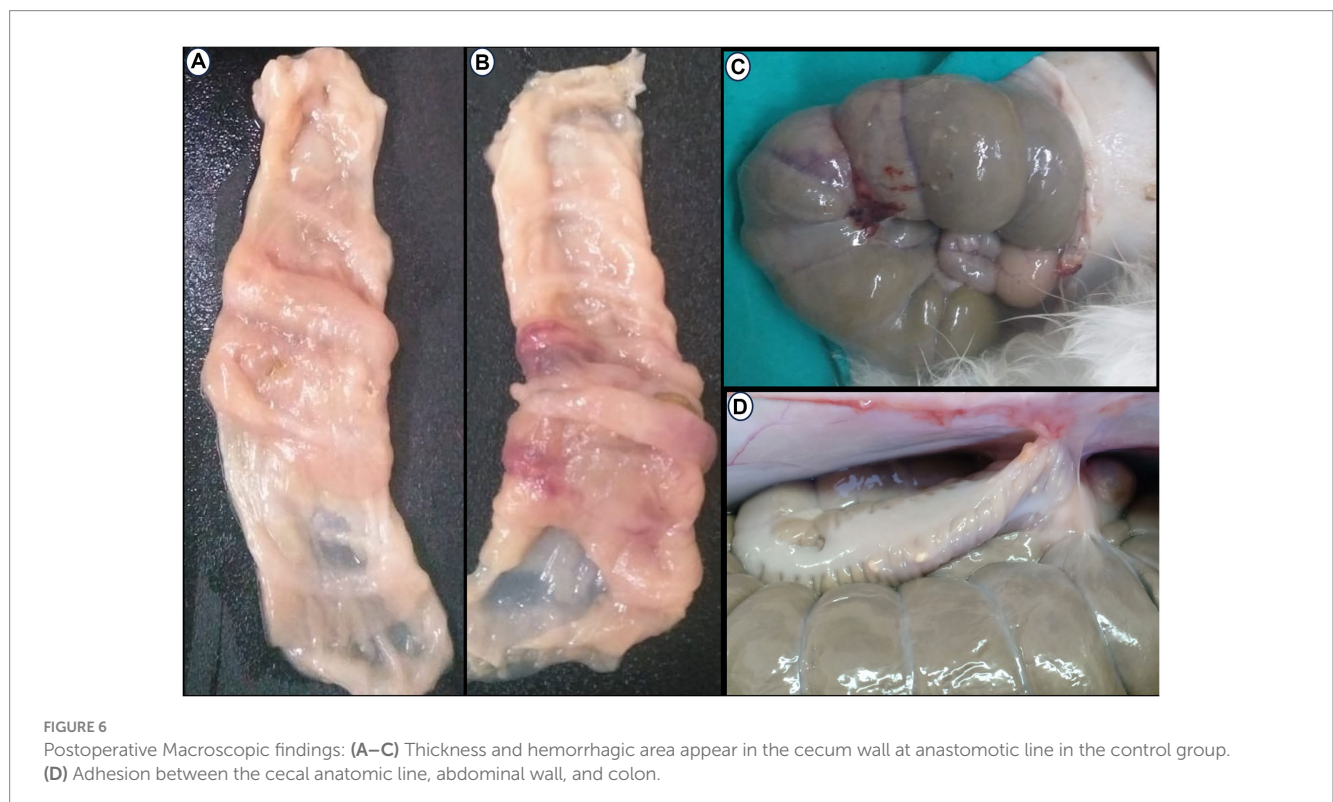 A
B
C
D
FIGURE 6
Postoperative Macroscopic findings: (A–C) Thickness and hemorrhagic area appear in the cecum wall at anastomotic line in the control group.
(D) Adhesion between the cecal anatomic line, abdominal wall, and colon.